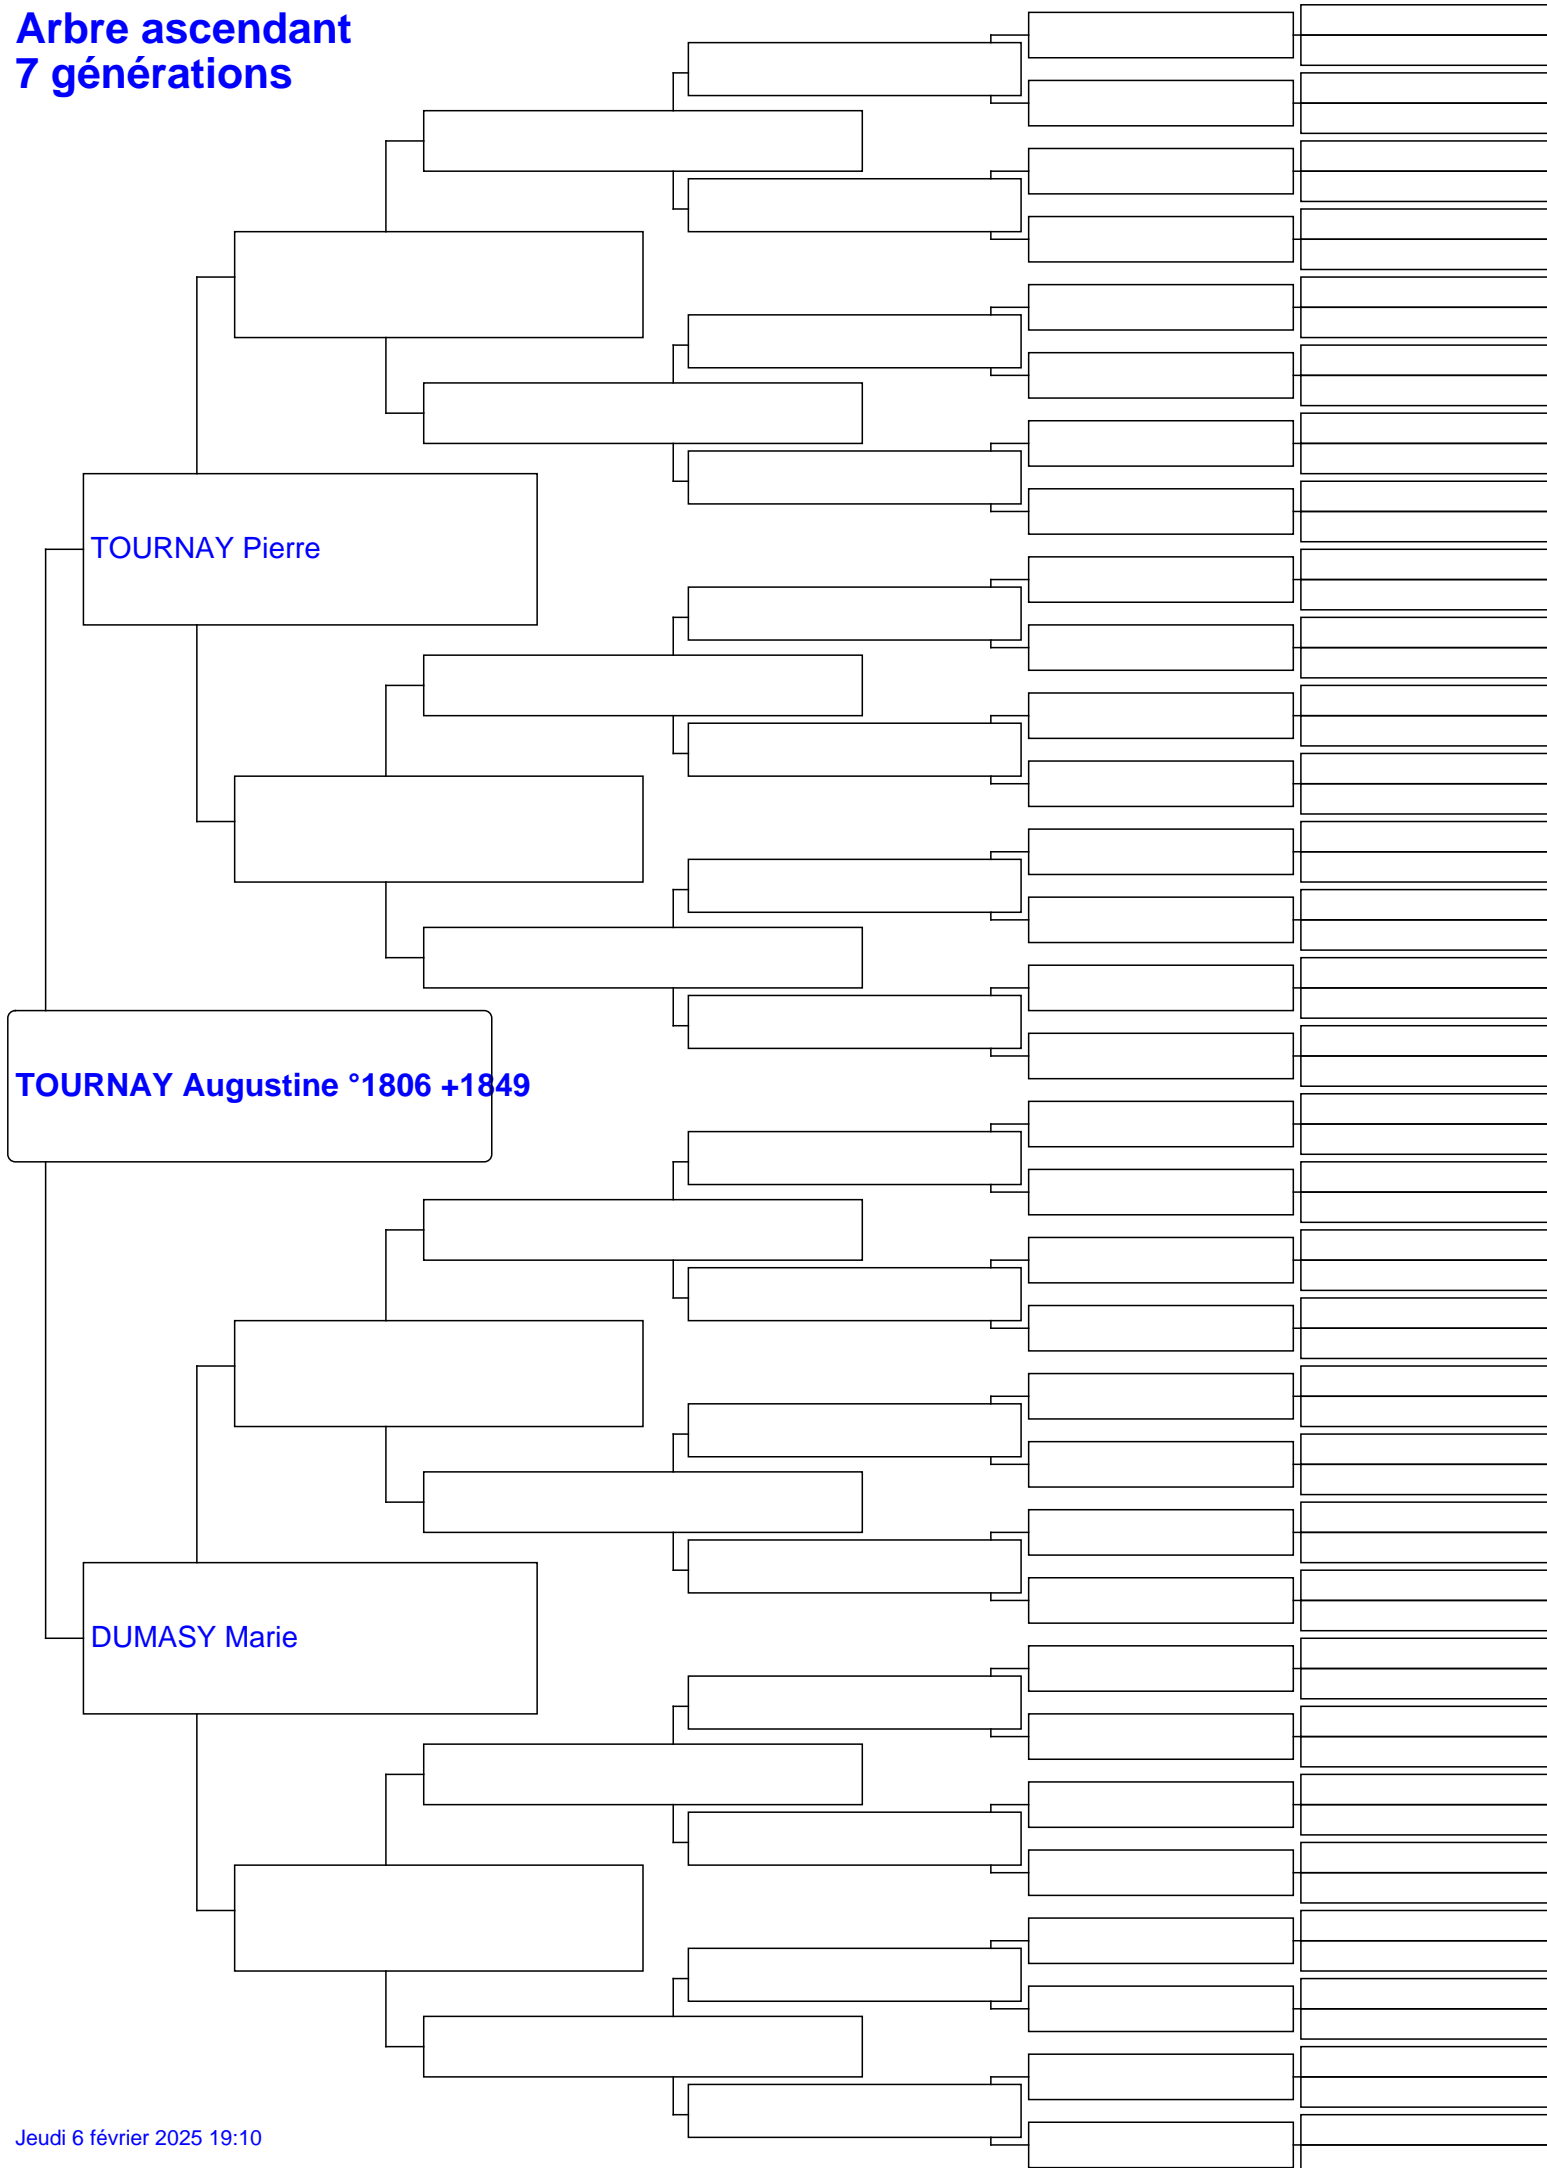 Arbre ascendant
7 générations
TOURNAY Pierre
TOURNAY Augustine °1806 +1849
DUMASY Marie
Jeudi 6 février 2025 19:10